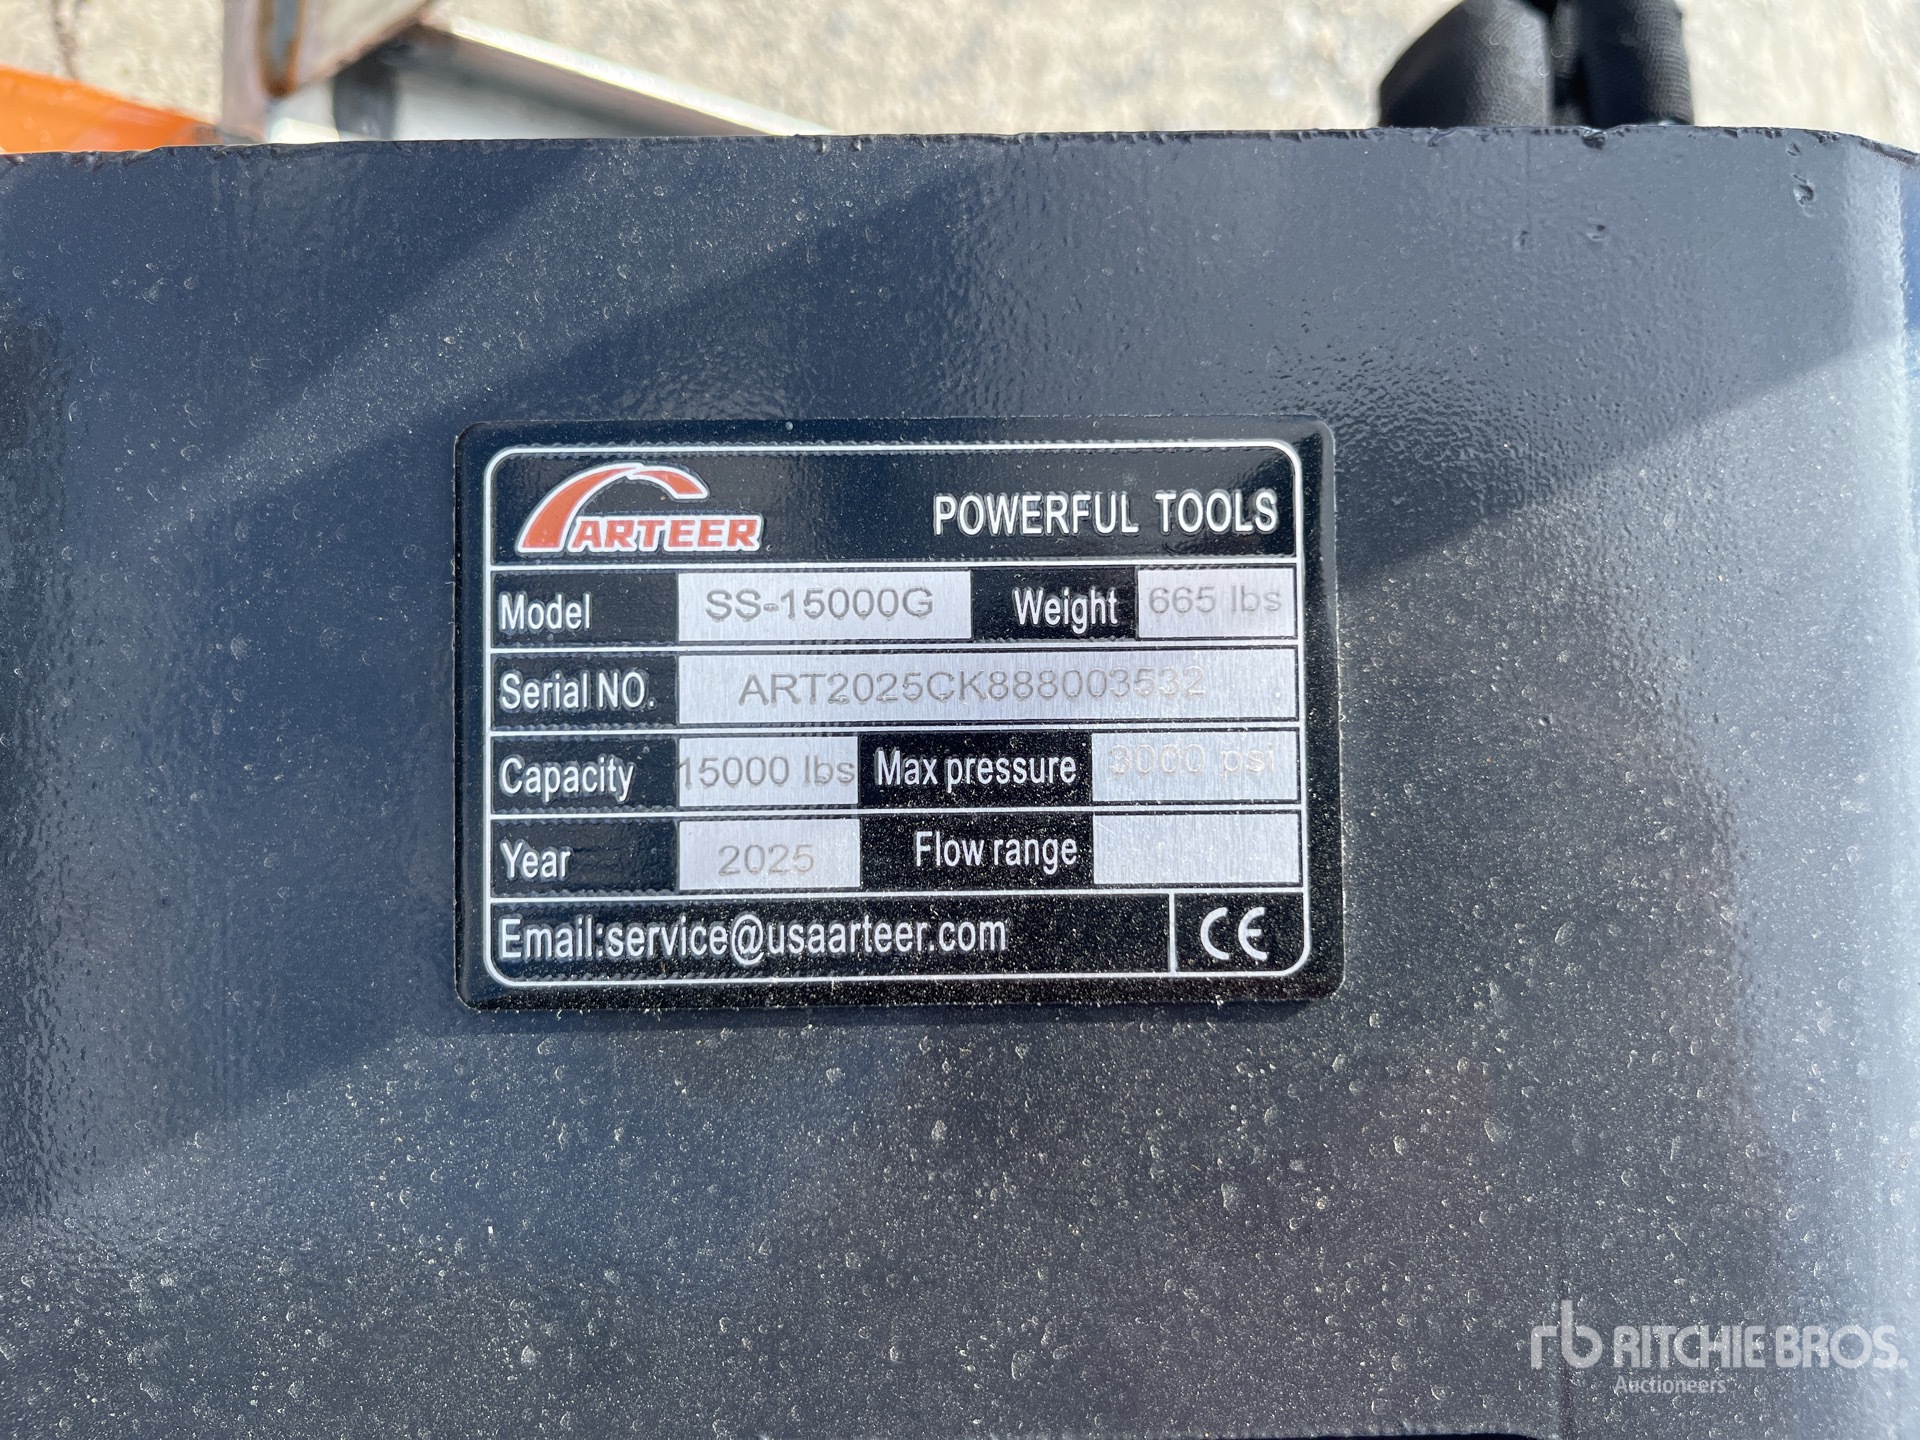 ARTEER POWERFUL TOOLS
Model SS-15000G Weight 665 lbs
Serial NO. ART2025CK888003532
Capacity 15000 lbs Max pressure 3000 psi
Year 2025 Flow range
Email:service@usaarteer.com CE
rb RITCHIE BROS.
Auctioneers